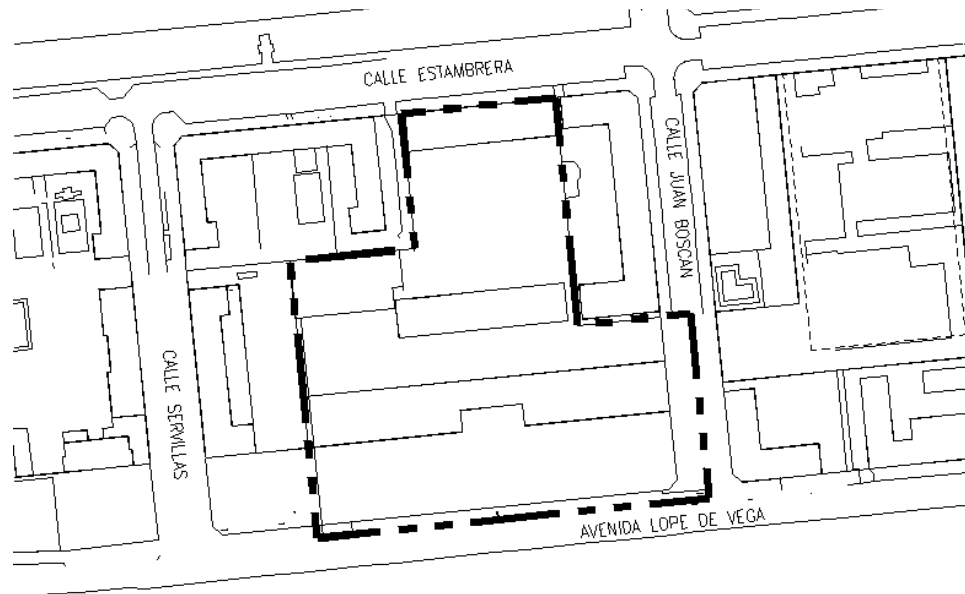 CALLE ESTAMBRERA
CALLE JUAN BOSCAN
CALLE SERVILLAS
AVENIDA LOPE DE VEGA